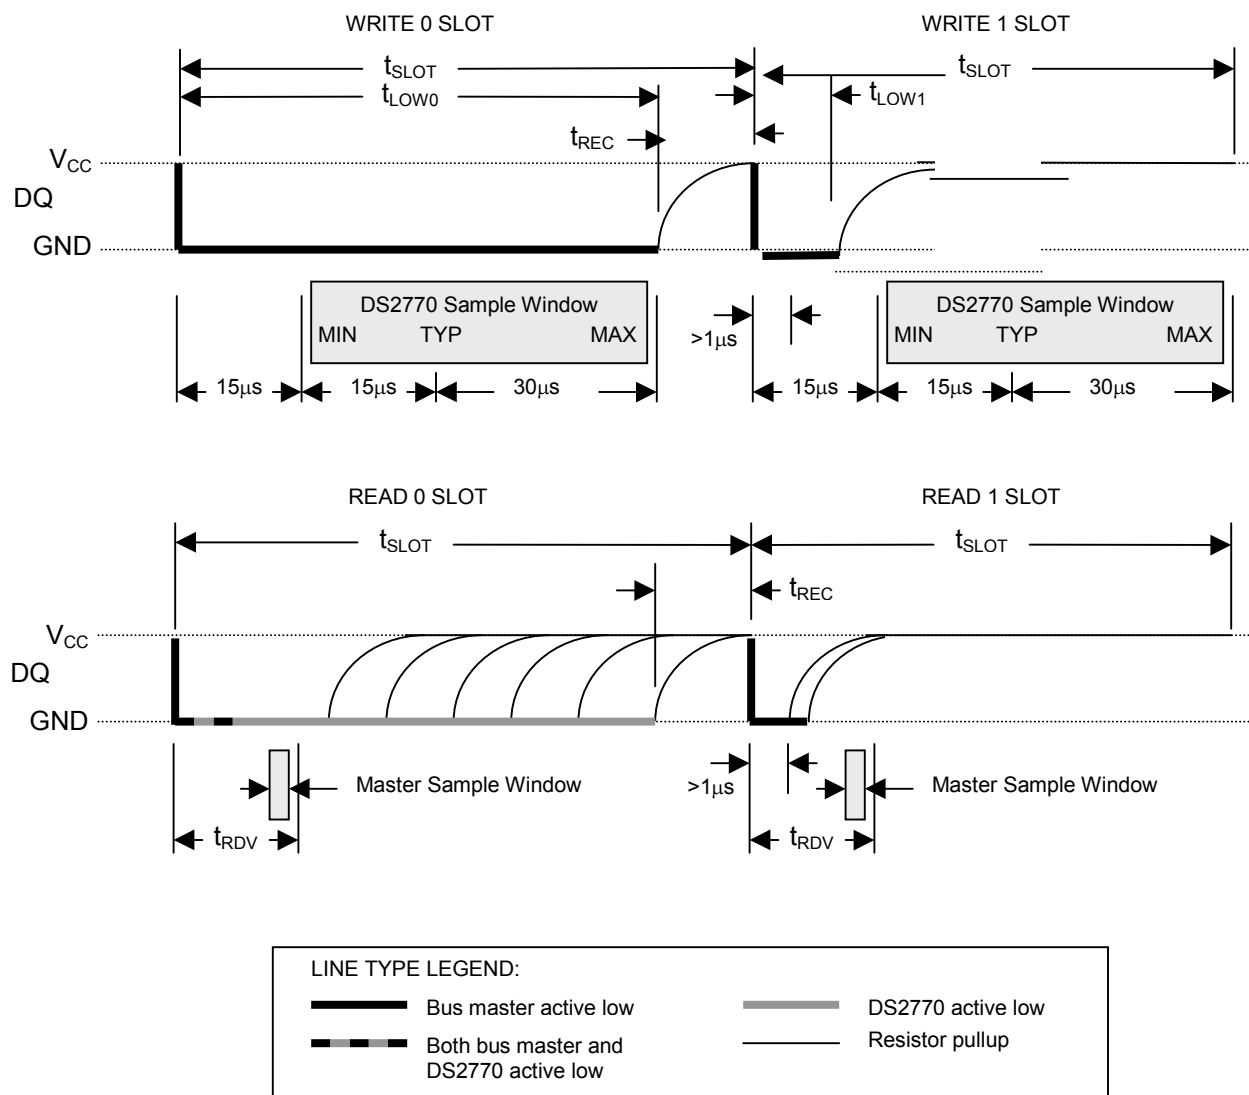 WRITE 0 SLOT
WRITE 1 SLOT
tSLOT
tSLOT
tLOW0
tLOW1
tREC
VCC
DQ
GND
DS2770 Sample Window
MIN TYP MAX
DS2770 Sample Window
MIN TYP MAX
>1µs
15µs 15µs 30µs
15µs 15µs 30µs
READ 0 SLOT
READ 1 SLOT
tSLOT
tSLOT
tREC
VCC
DQ
GND
Master Sample Window
>1µs
Master Sample Window
tRDV
tRDV
LINE TYPE LEGEND:
Bus master active low
DS2770 active low
Both bus master and
DS2770 active low
Resistor pullup